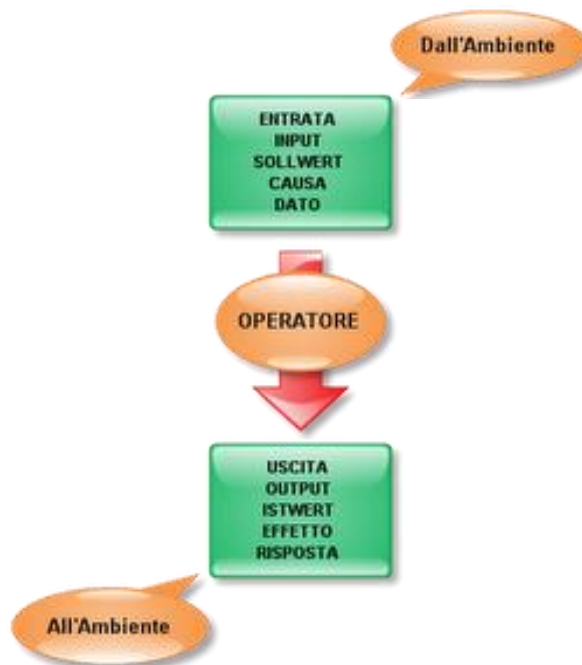 Dall'Ambiente
ENTRATA
INPUT
SOLLWERT
CAUSA
DATO
OPERATORE
USCITA
OUTPUT
ISTWERT
EFFETTO
RISPOSTA
All'Ambiente